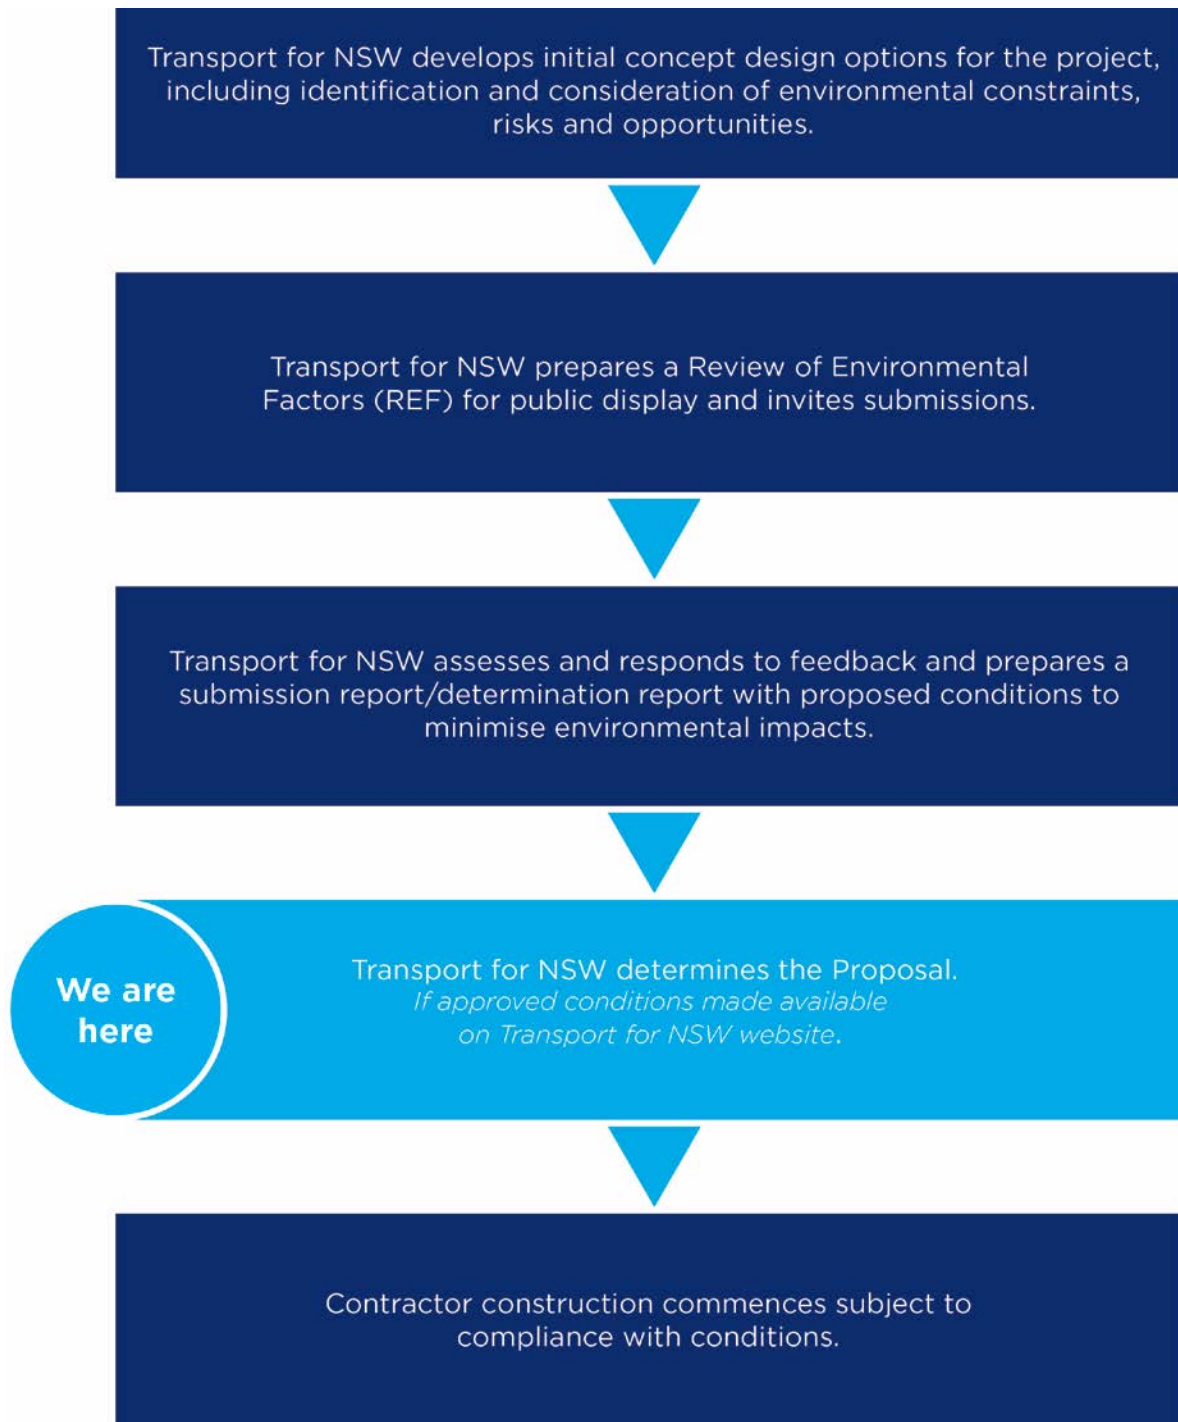 Transport for NSW develops initial concept design options for the project,
including identification and consideration of environmental constraints,
risks and opportunities.
Transport for NSW prepares a Review of Environmental
Factors (REF) for public display and invites submissions.
Transport for NSW assesses and responds to feedback and prepares a
submission report/determination report with proposed conditions to
minimise environmental impacts.
We are
here
Transport for NSW determines the Proposal.
If approved conditions made available
on Transport for NSW website.
Contractor construction commences subject to
compliance with conditions.